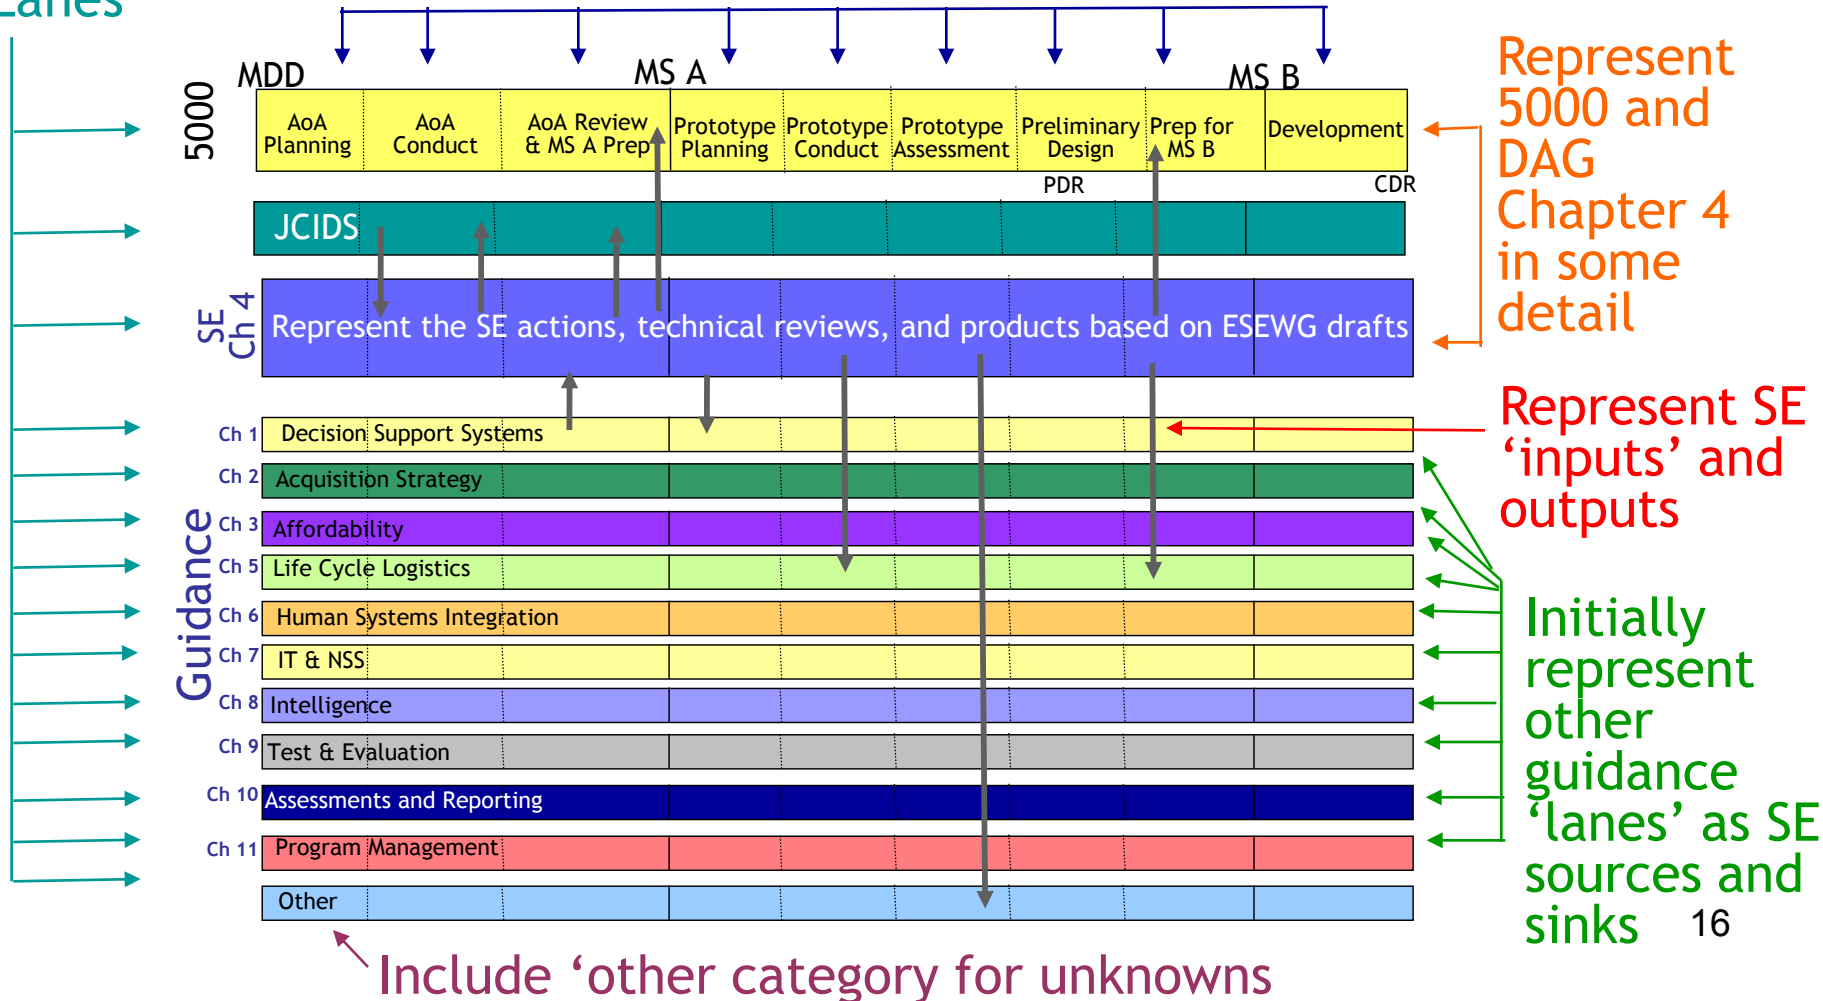 Lanes
MDD
MS A
MS B
5000
AoA
Planning
AoA
Conduct
AoA Review
& MS A Prep
Prototype
Planning
Prototype
Conduct
Prototype
Assessment
Preliminary
Design
Prep for
MS B
Development
PDR
CDR
JCIDS
SE
Ch 4
Represent the SE actions, technical reviews, and products based on ESEWG drafts
Guidance
Ch 1
Decision Support Systems
Ch 2
Acquisition Strategy
Ch 3
Affordability
Ch 5
Life Cycle Logistics
Ch 6
Human Systems Integration
Ch 7
IT & NSS
Ch 8
Intelligence
Ch 9
Test & Evaluation
Ch 10
Assessments and Reporting
Ch 11
Program Management
Other
Represent
5000 and
DAG
Chapter 4
in some
detail
Represent SE
‘inputs’ and
outputs
Initially
represent
other
guidance
‘lanes’ as SE
sources and
sinks
16
Include ‘other category for unknowns